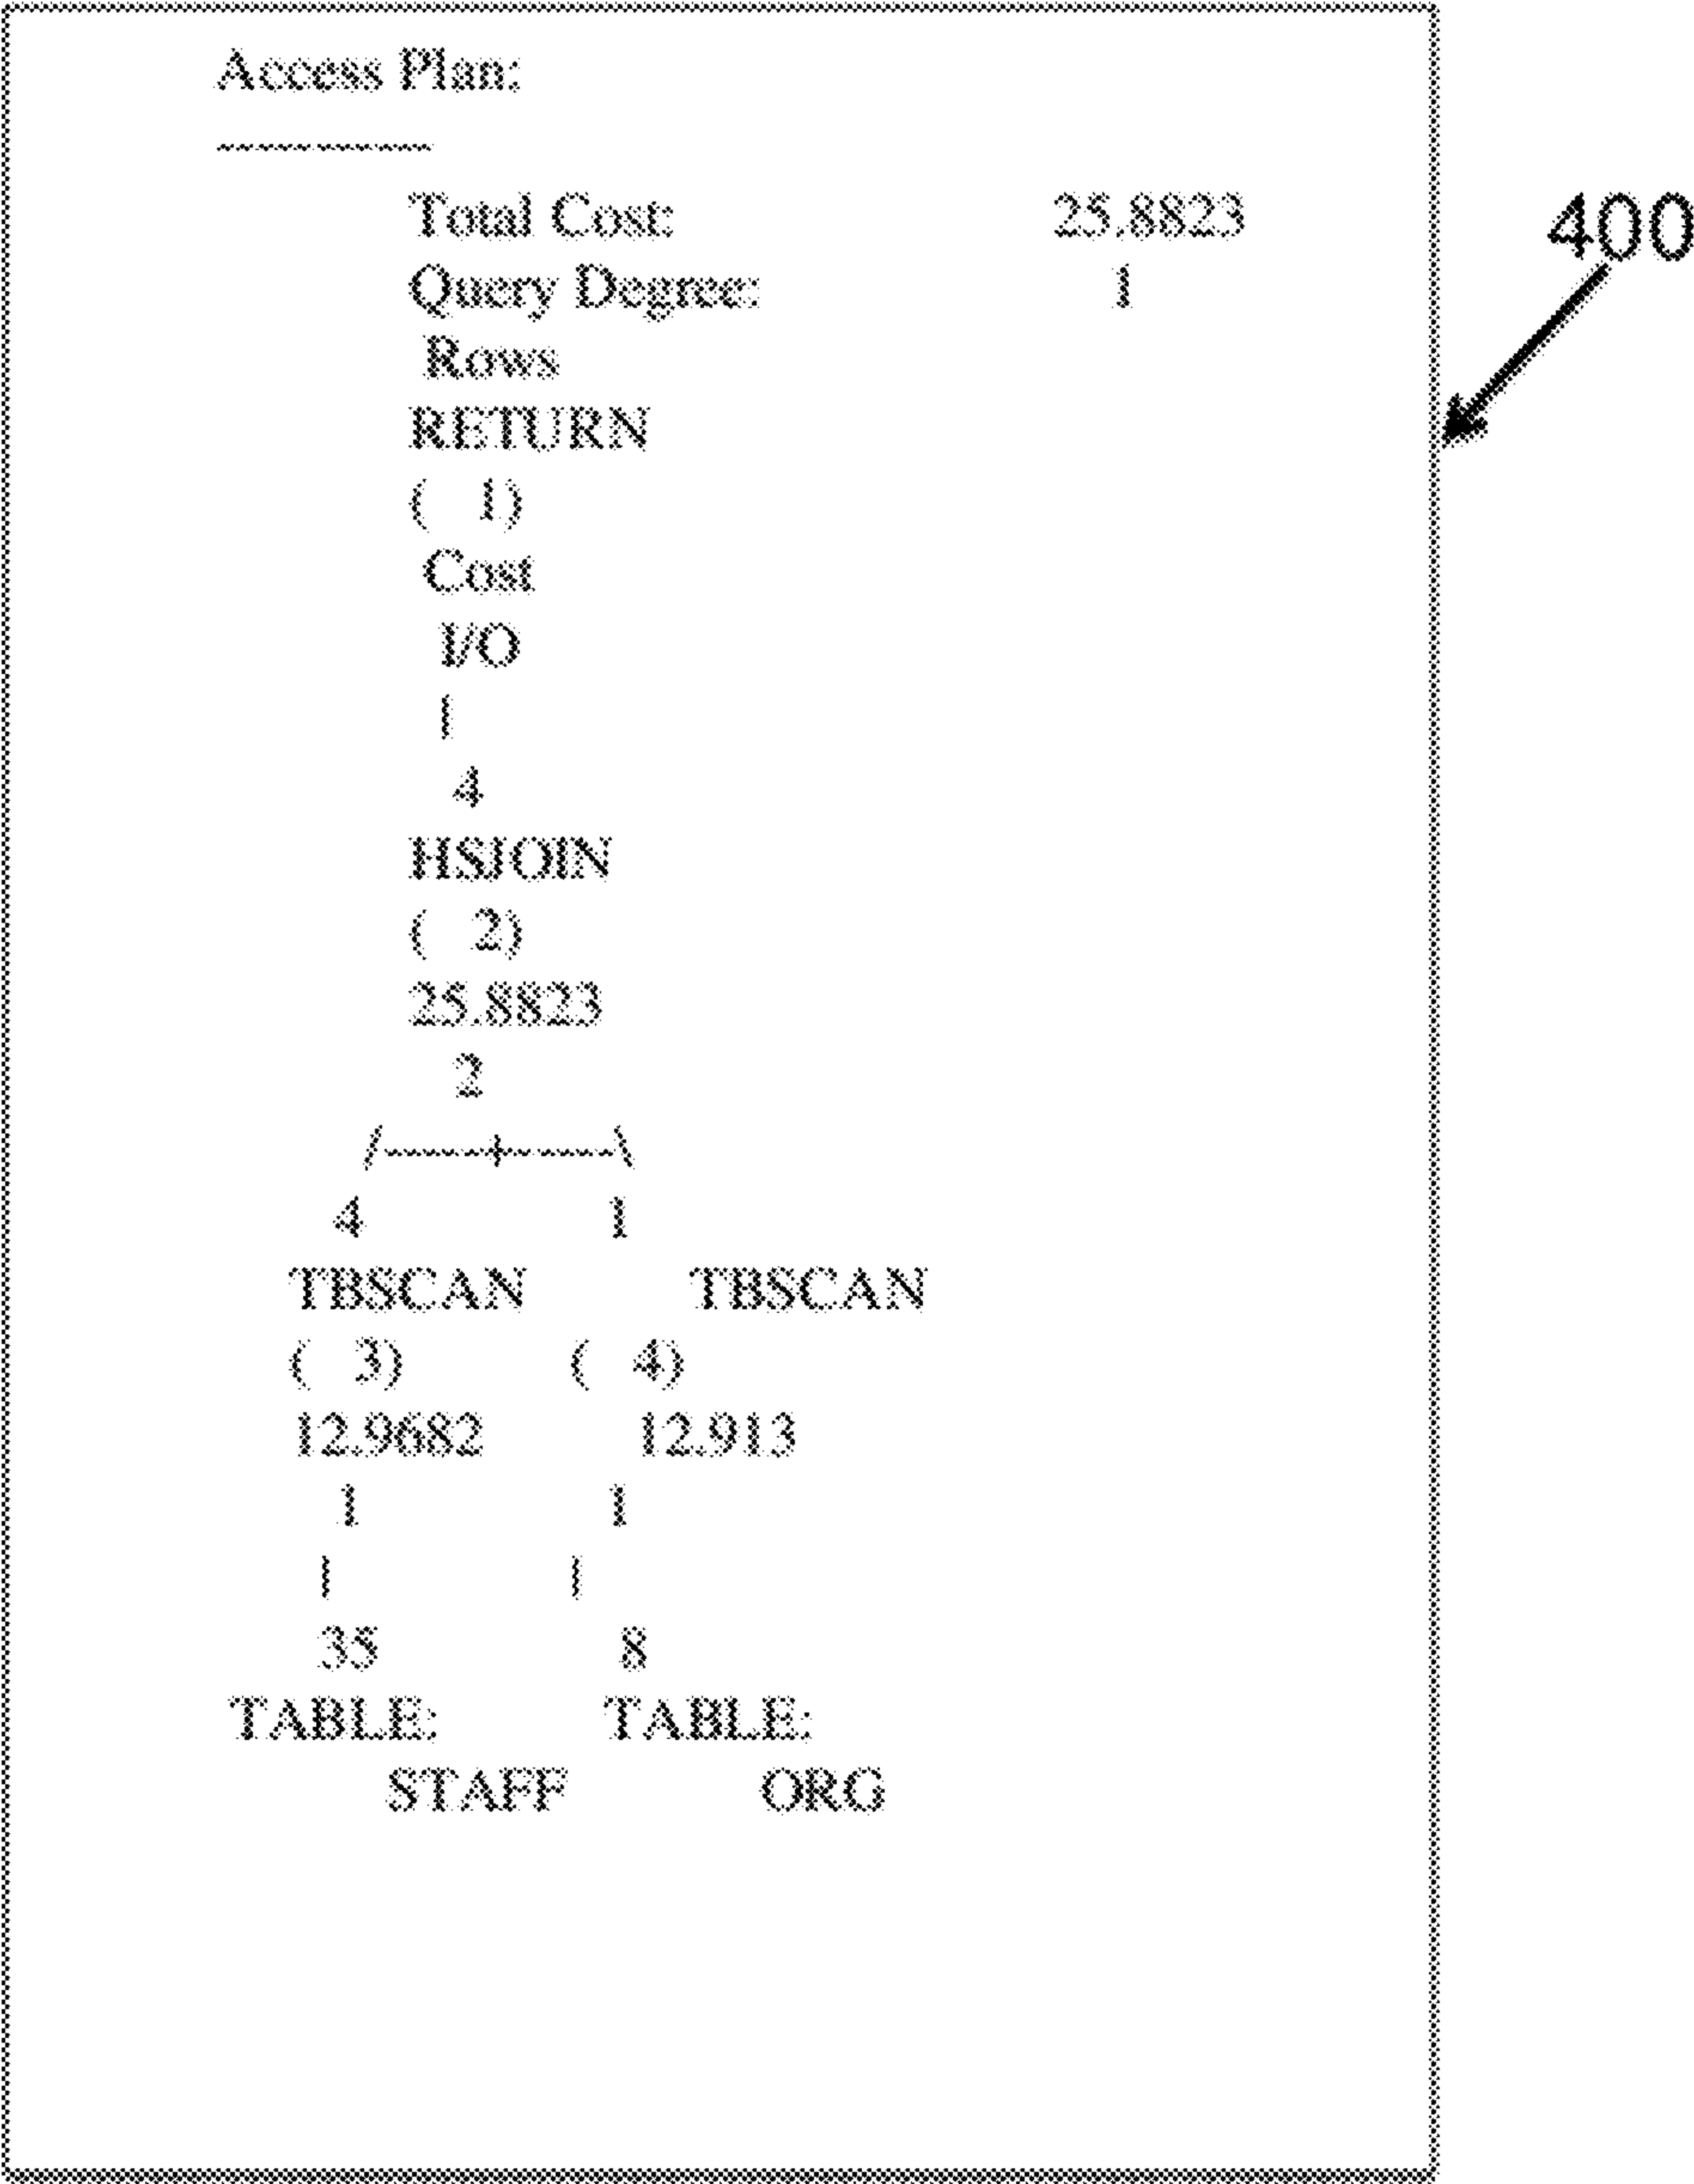 Access Plan:
---------------
Total Cost: 25.8823
Query Degree: 1
400
Rows
RETURN
( 1)
Cost
I/O
|
4
HSJOIN
( 2)
25.8823
2
/--------+--------\
4 1
TBSCAN TBSCAN
( 3) ( 4)
12.9682 12.913
1 1
| |
35 8
TABLE: TABLE:
STAFF ORG